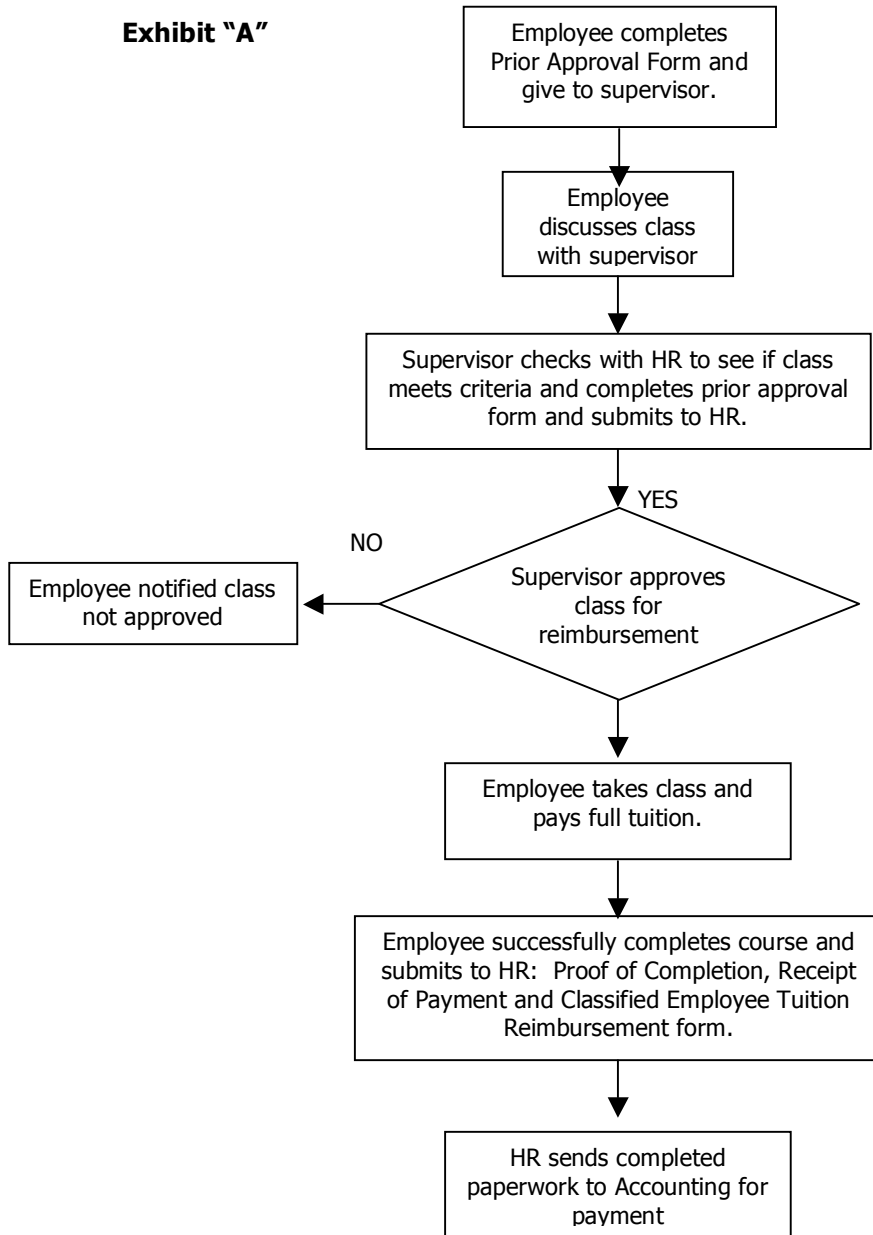 Exhibit “A”
Employee completes
Prior Approval Form and
give to supervisor.
Employee
discusses class
with supervisor
Supervisor checks with HR to see if class
meets criteria and completes prior approval
form and submits to HR.
YES
NO
Supervisor approves
class for
reimbursement
Employee notified class
not approved
Employee takes class and
pays full tuition.
Employee successfully completes course and
submits to HR:  Proof of Completion, Receipt
of Payment and Classified Employee Tuition
Reimbursement form.
HR sends completed
paperwork to Accounting for
payment